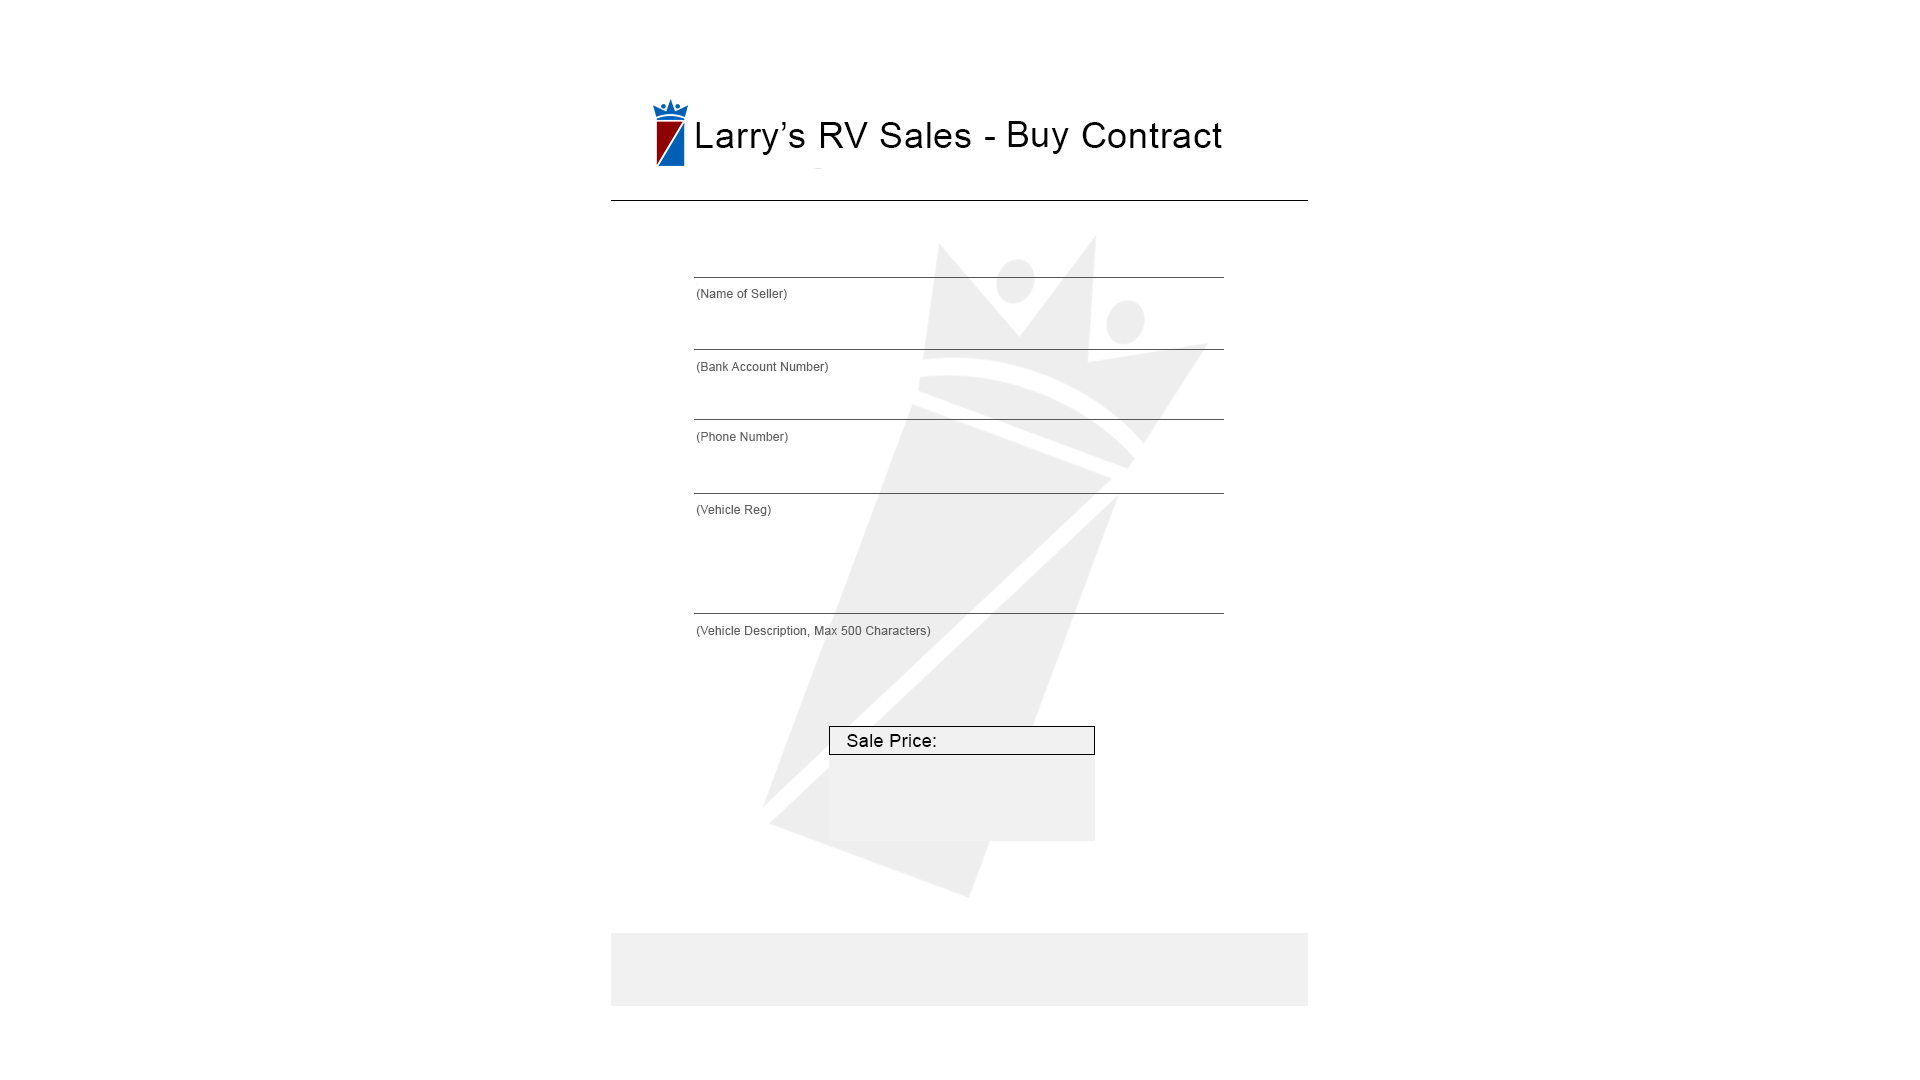 Larry’s RV Sales - Buy Contract
(Name of Seller)
(Bank Account Number)
(Phone Number)
(Vehicle Reg)
(Vehicle Description, Max 500 Characters)
Sale Price: